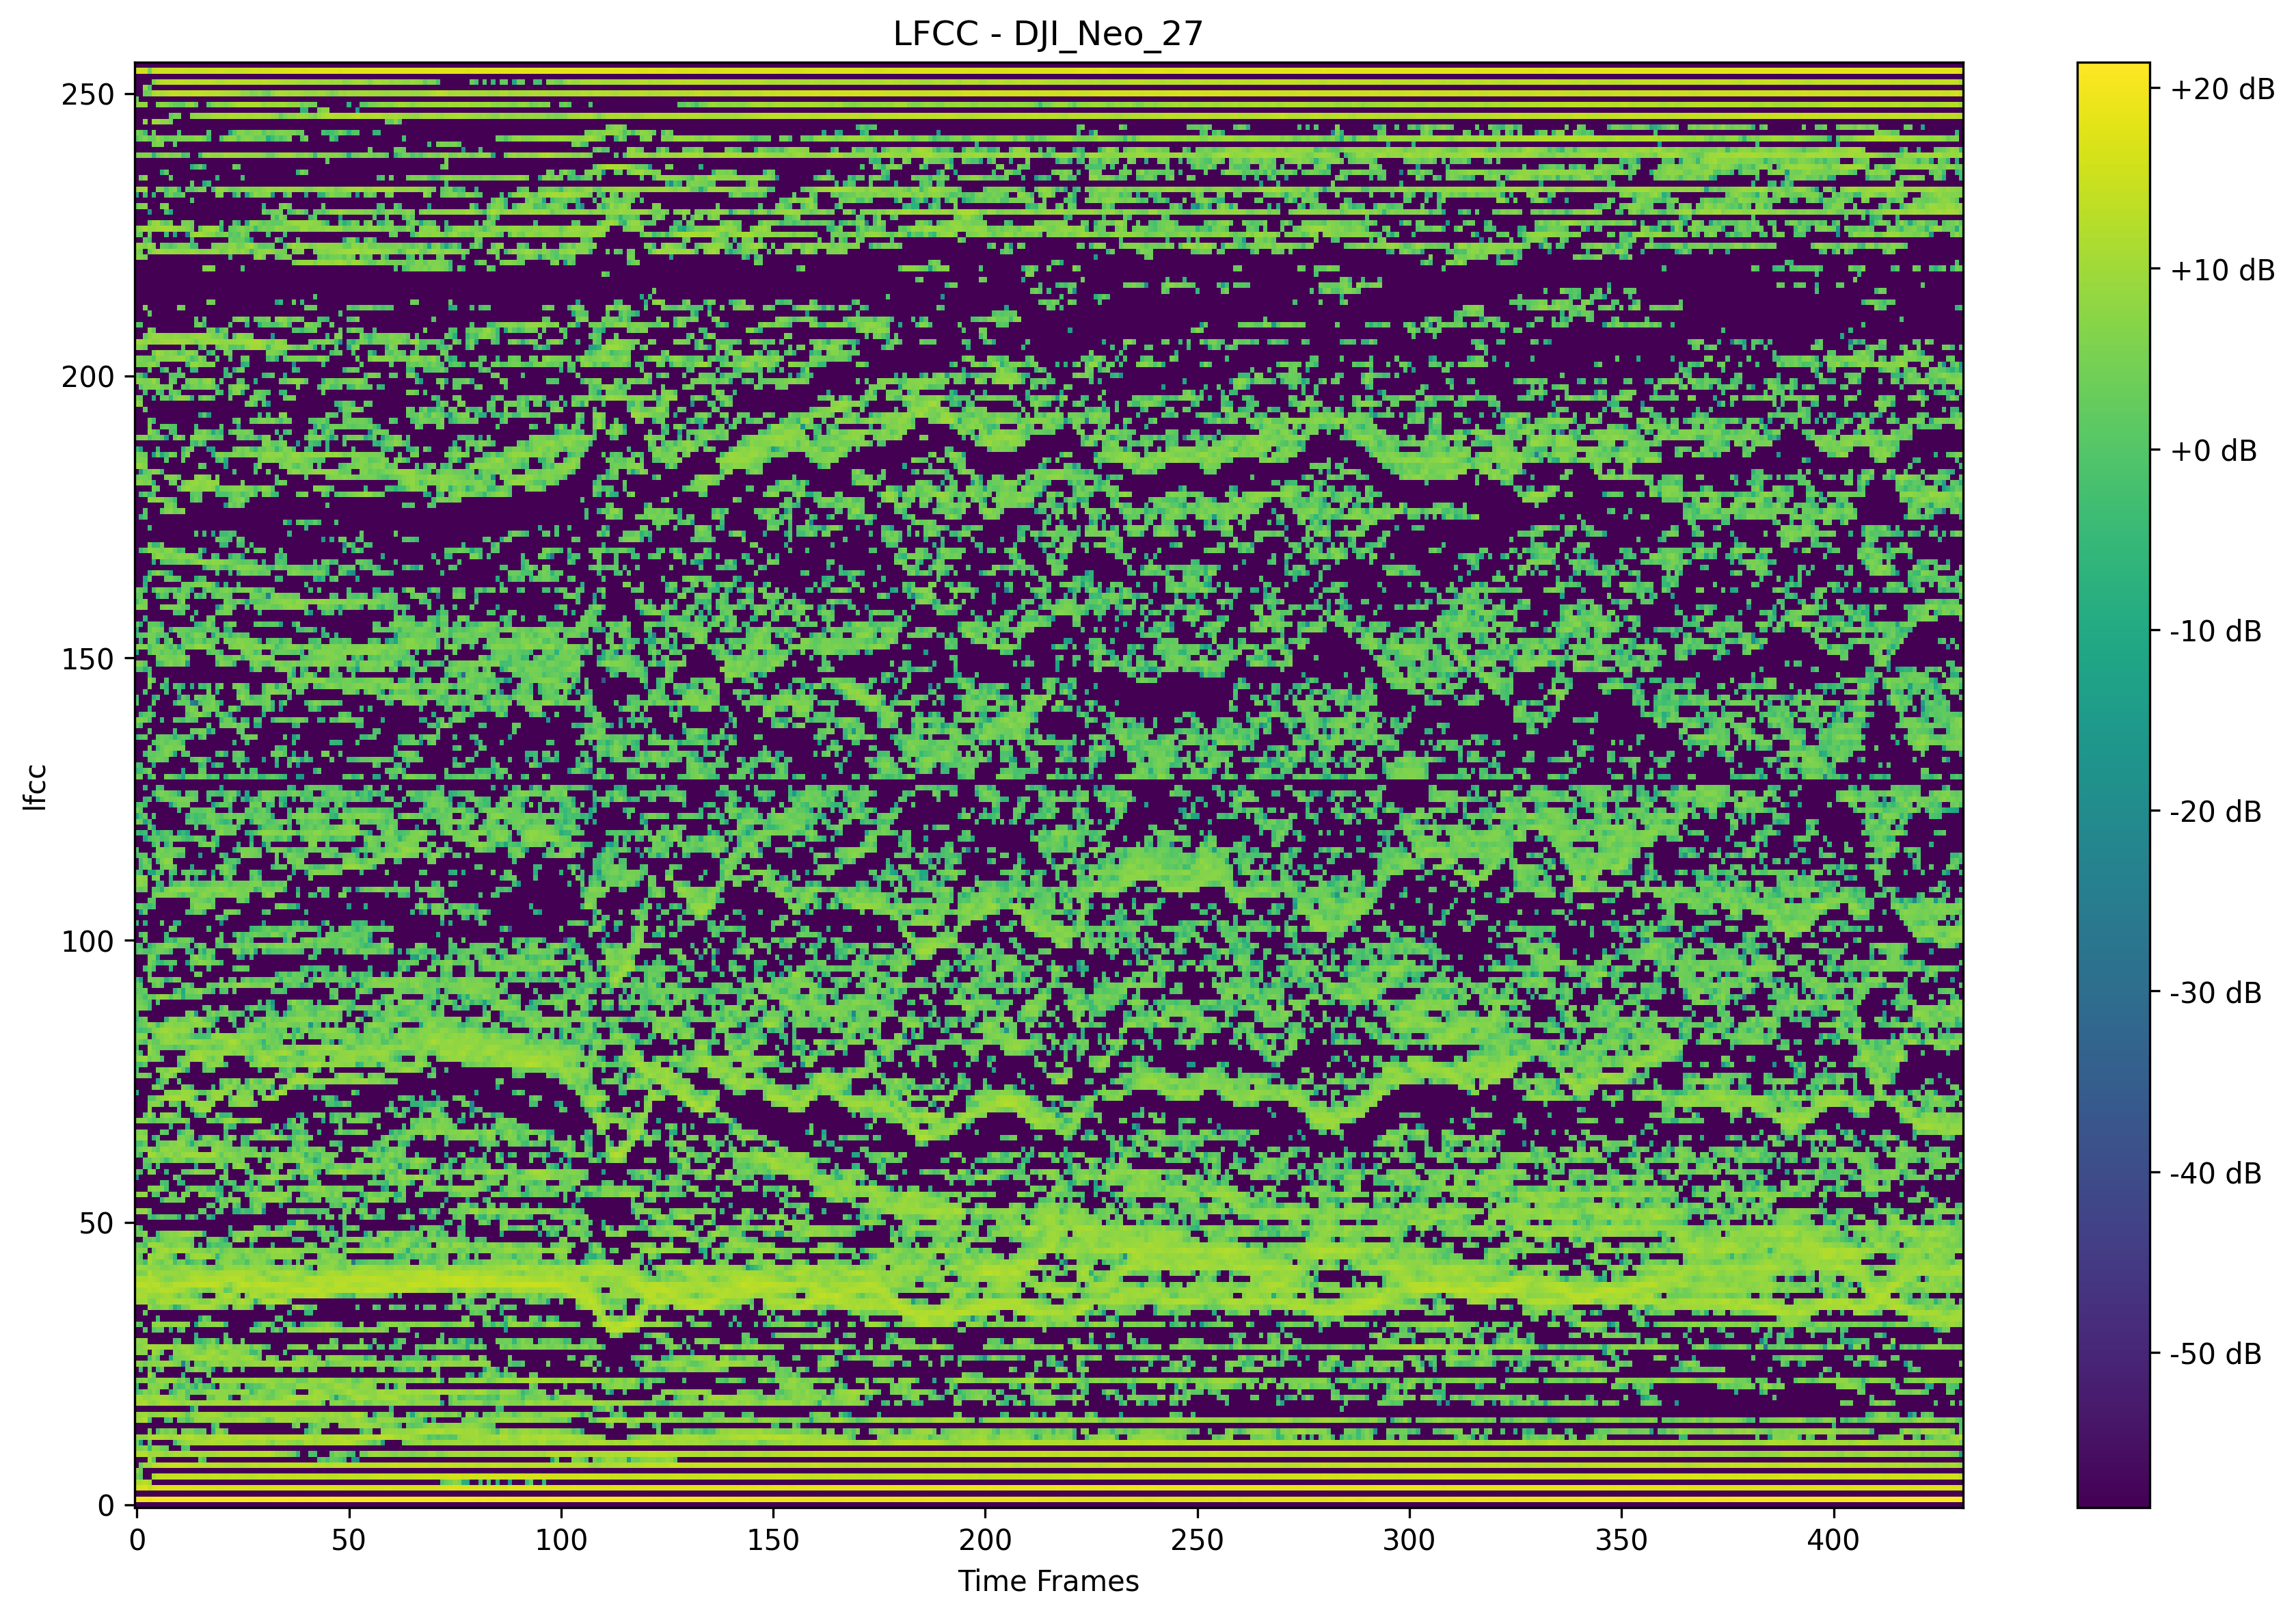 LFCC - DJI_Neo_27
250
200
150
100
50
0
lfcc
0 50 100 150 200 250 300 350 400
Time Frames
+20 dB
+10 dB
+0 dB
-10 dB
-20 dB
-30 dB
-40 dB
-50 dB